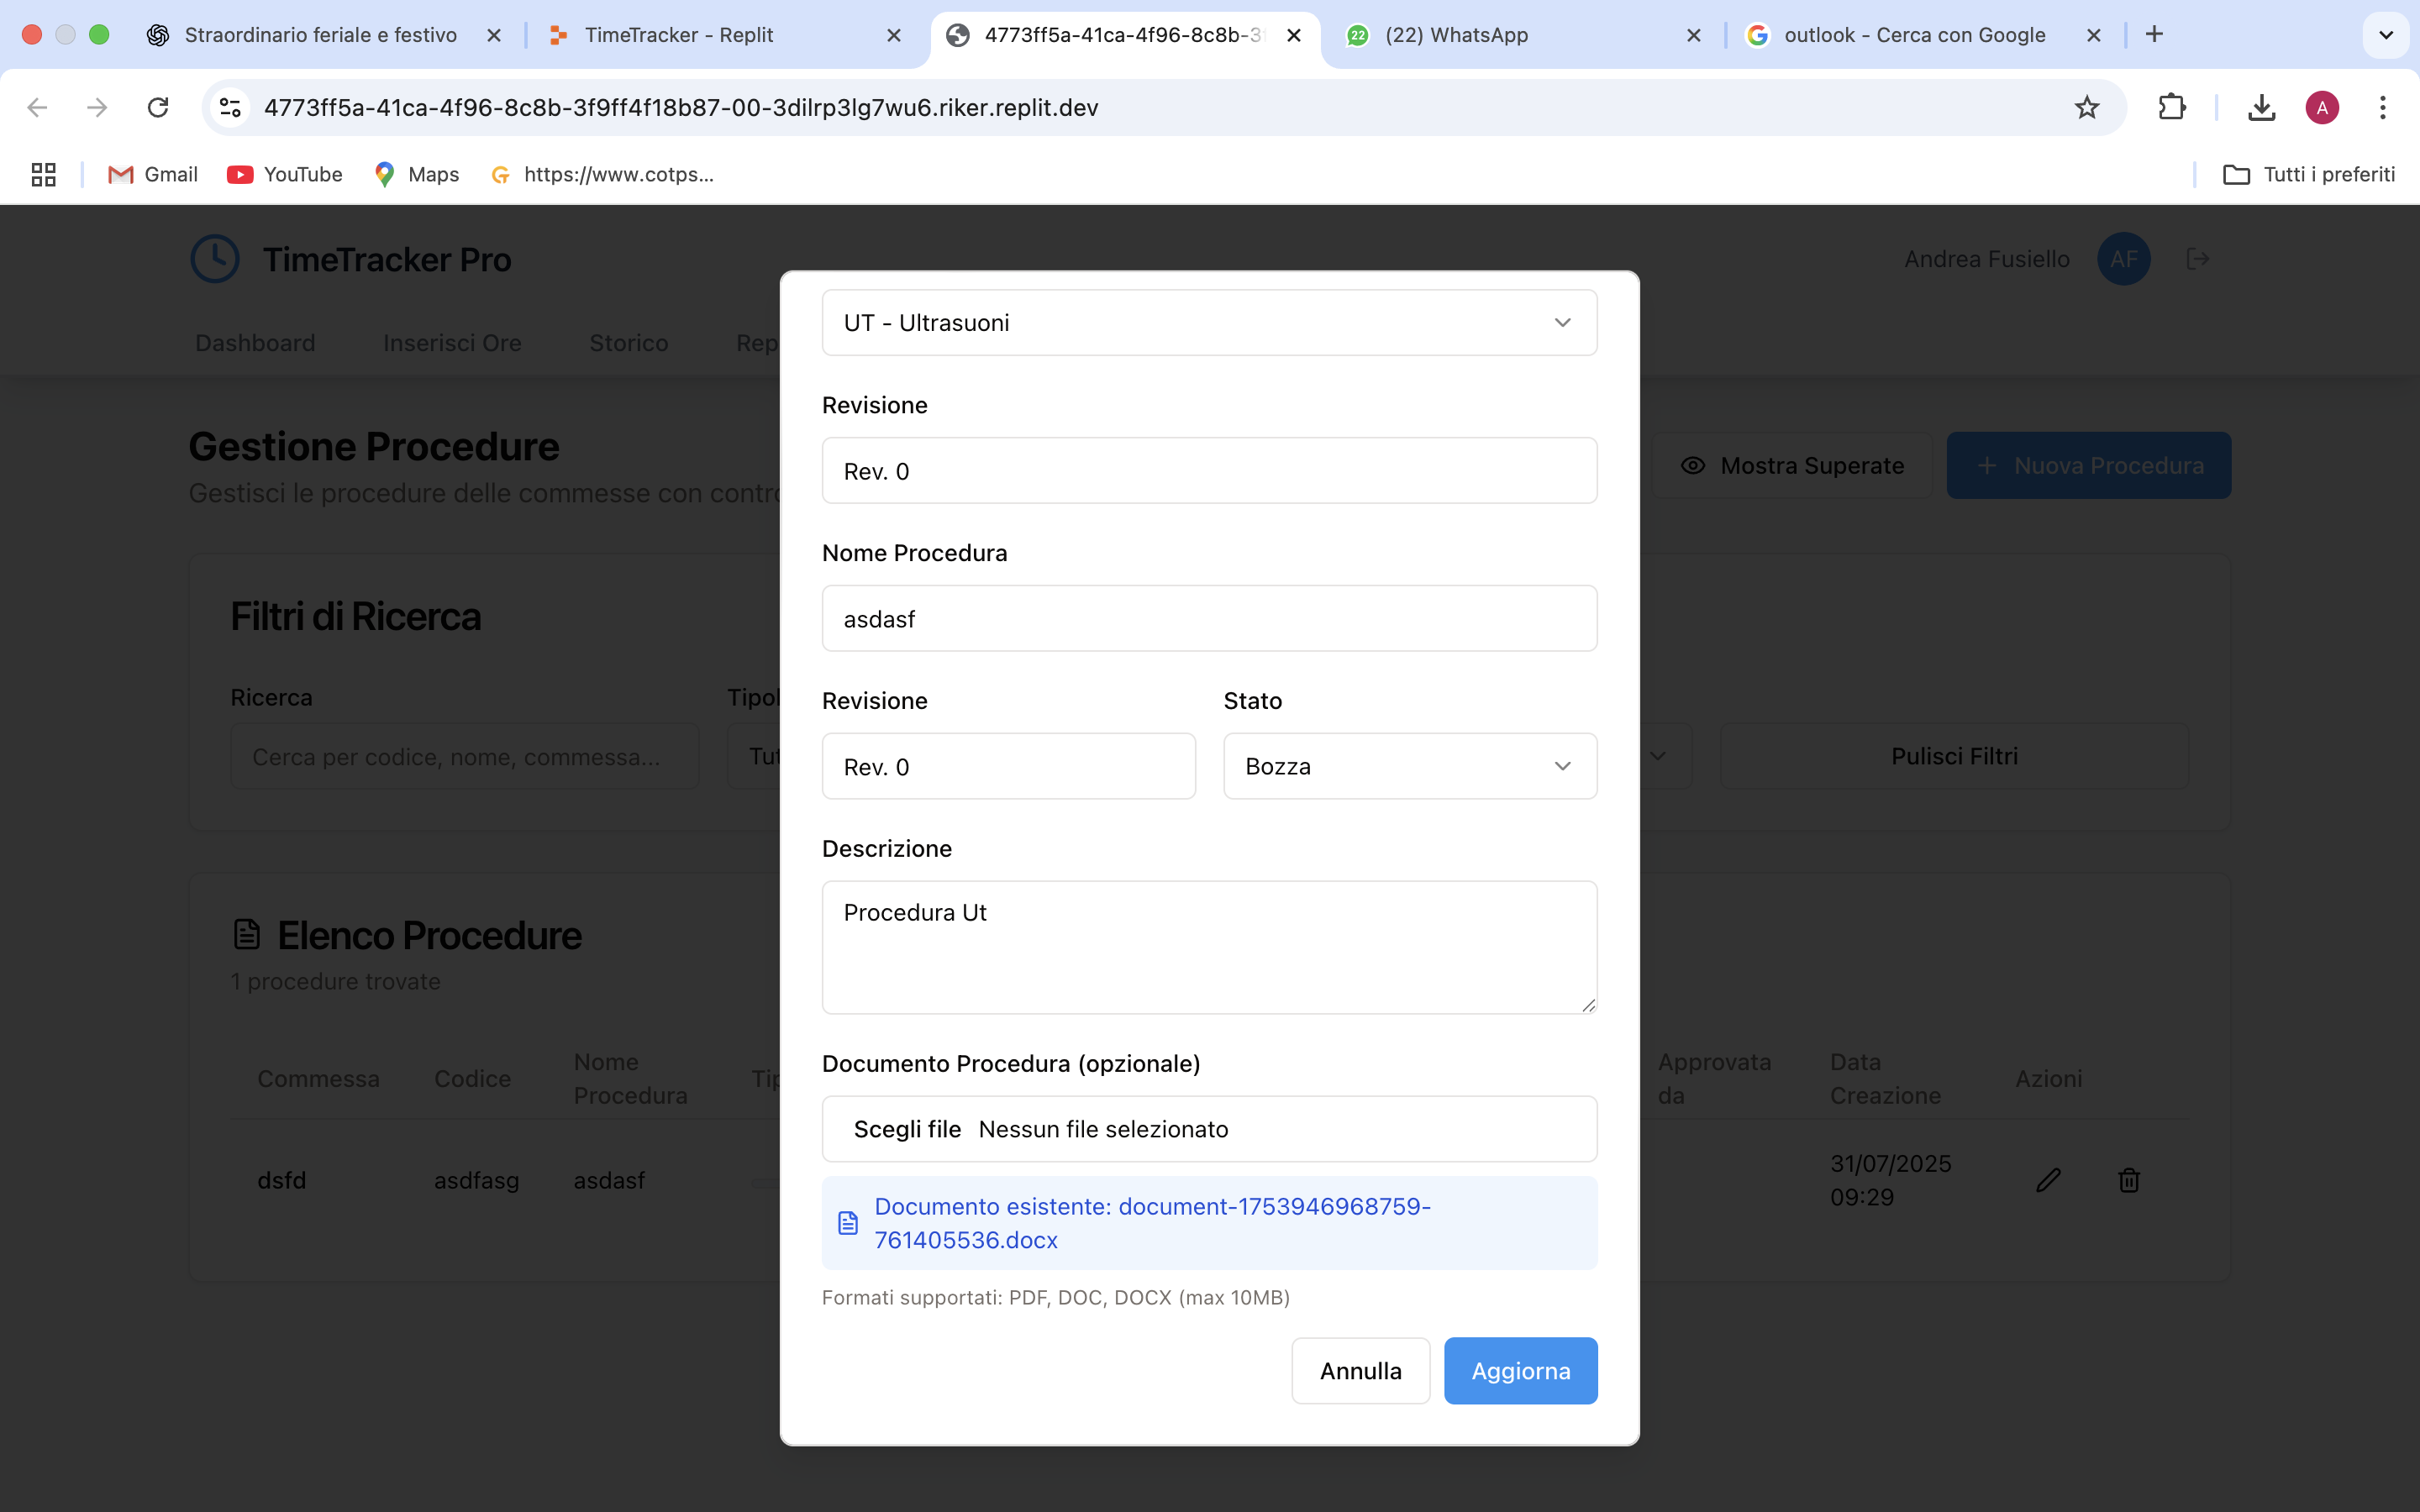 Straordinario feriale e festivo
TimeTracker - Replit
4773ff5a-41ca-4f96-8c8b-3
22
(22) WhatsApp
outlook - Cerca con Google
4773ff5a-41ca-4f96-8c8b-3f9ff4f18b87-00-3dilrp3lg7wu6.riker.replit.dev
A
Gmail
YouTube
Maps
https://www.cotps...
Tutti i preferiti
TimeTracker Pro
Andrea Fusiello
AF
Dashboard
Inserisci Ore
Storico
Rep
Gestione Procedure
Gestisci le procedure delle commesse con contro
Mostra Superate
Nuova Procedura
Filtri di Ricerca
Ricerca
Cerca per codice, nome, commessa...
Tipol
Tut
Pulisci Filtri
Elenco Procedure
1 procedure trovate
Commessa
Codice
Nome
Procedura
Tip
Approvata
da
Data
Creazione
Azioni
dsfd
asdfasg
asdasf
31/07/2025
09:29
UT - Ultrasuoni
Revisione
Rev. 0
Nome Procedura
asdasf
Revisione
Rev. 0
Stato
Bozza
Descrizione
Procedura Ut
Documento Procedura (opzionale)
Scegli file Nessun file selezionato
Documento esistente: document-1753946968759-
761405536.docx
Formati supportati: PDF, DOC, DOCX (max 10MB)
Annulla
Aggiorna